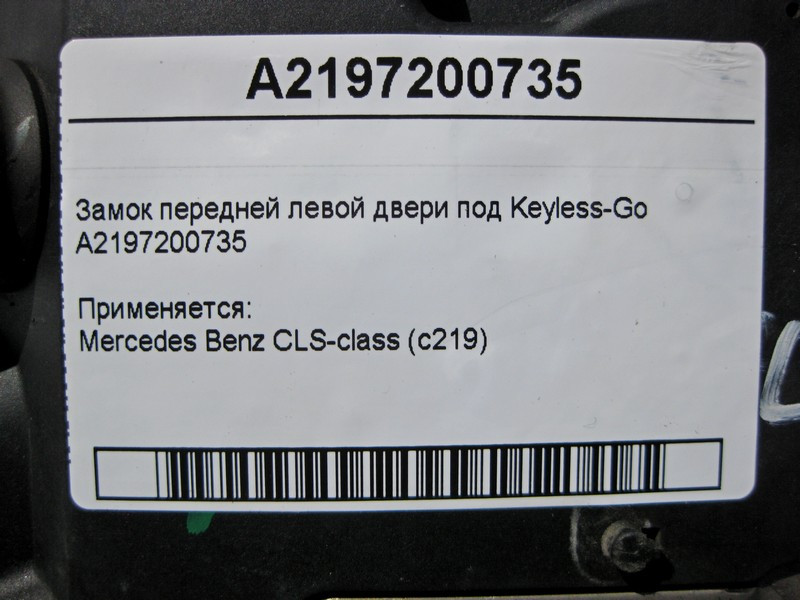 A2197200735
Замок передней левой двери под Keyless-Go
A2197200735
Применяется:
Mercedes Benz CLS-class (c219)